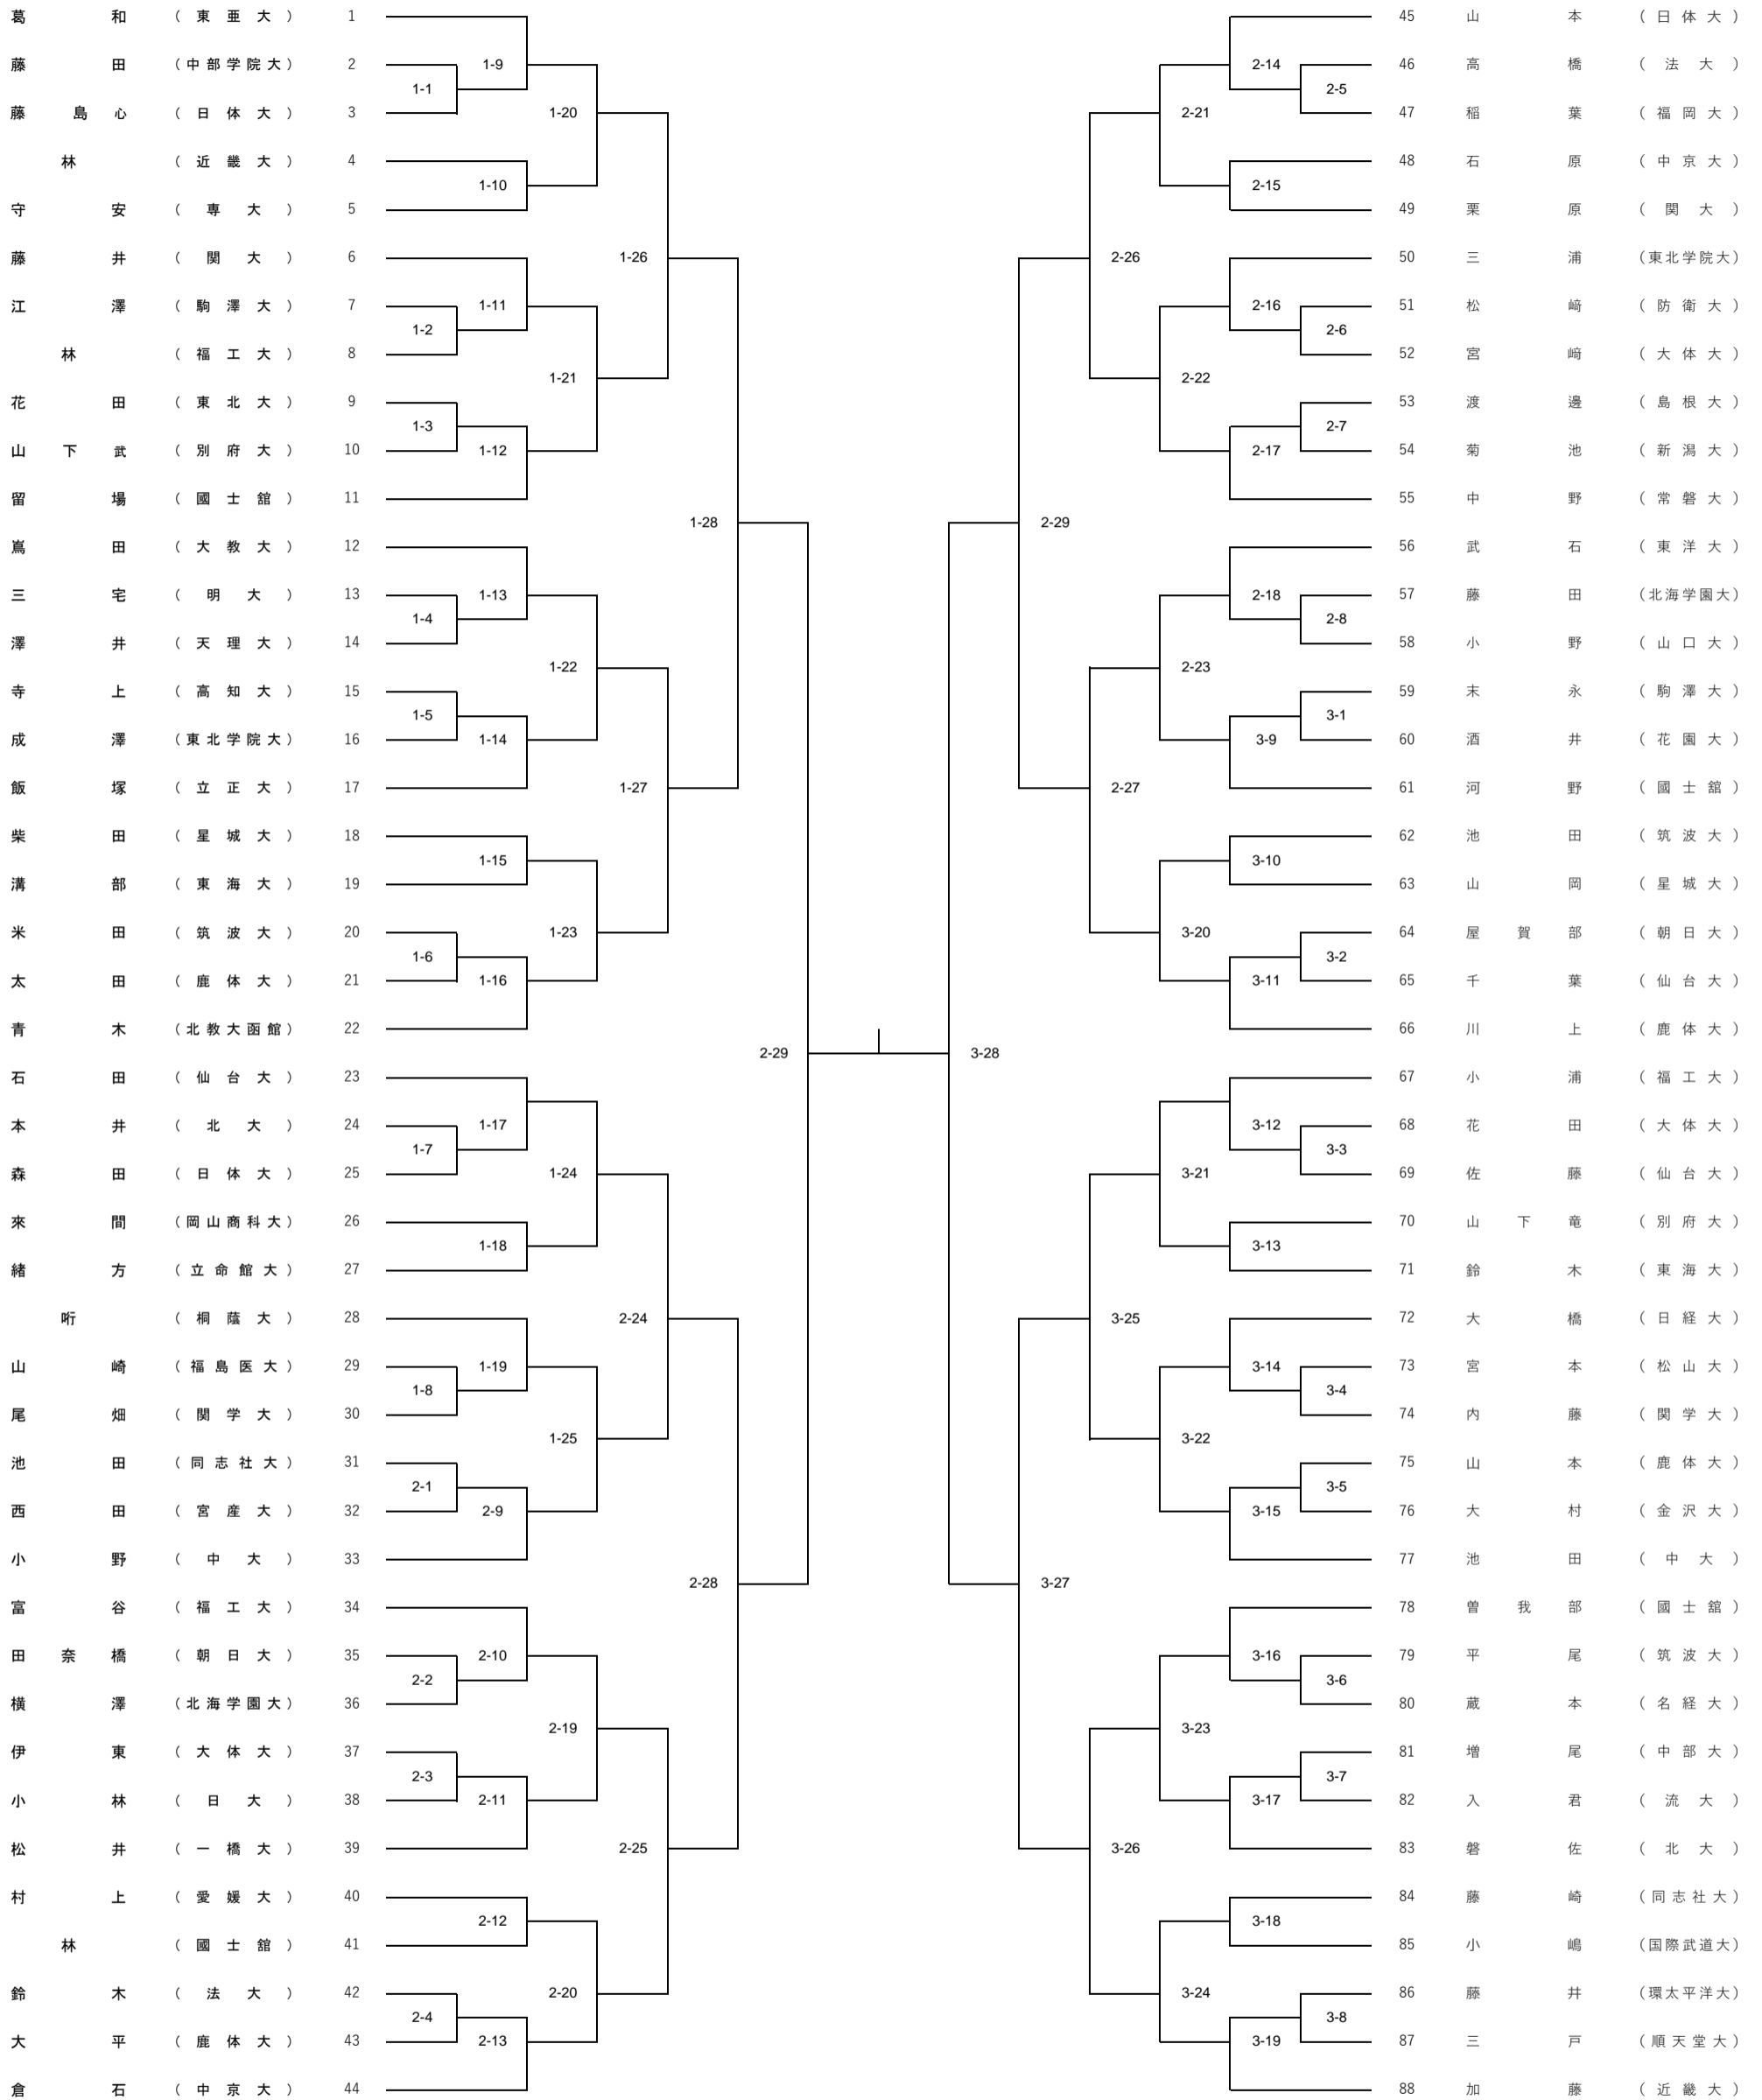 葛和 (東亜大) 1
藤田 (中部学院大) 2
藤島心 (日体大) 3
林 (近畿大) 4
守安 (専大) 5
藤井 (関大) 6
江澤 (駒澤大) 7
林 (福工大) 8
花田 (東北大) 9
山下武 (別府大) 10
留場 (國士舘) 11
嶌田 (大教大) 12
三宅 (明大) 13
澤井 (天理大) 14
寺上 (高知大) 15
成澤 (東北学院大) 16
飯塚 (立正大) 17
柴田 (星城大) 18
溝部 (東海大) 19
米田 (筑波大) 20
太田 (鹿体大) 21
青木 (北教大函館) 22
石田 (仙台大) 23
本井 (北大) 24
森田 (日体大) 25
來間 (岡山商科大) 26
緒方 (立命館大) 27
哘 (桐蔭大) 28
山崎 (福島医大) 29
尾畑 (関学大) 30
池田 (同志社大) 31
西田 (宮産大) 32
小野 (中大) 33
富谷 (福工大) 34
田奈橋 (朝日大) 35
横澤 (北海学園大) 36
伊東 (大体大) 37
小林 (日大) 38
松井 (一橋大) 39
村上 (愛媛大) 40
林 (國士舘) 41
鈴木 (法大) 42
大平 (鹿体大) 43
倉石 (中京大) 44
1-1
1-2
1-3
1-4
1-5
1-6
1-7
1-8
2-1
2-2
2-3
2-4
1-9
1-10
1-11
1-12
1-13
1-14
1-15
1-16
1-17
1-18
1-19
2-9
2-10
2-11
2-12
2-13
1-20
1-21
1-22
1-23
1-24
1-25
2-19
2-20
1-26
1-27
2-24
2-25
1-28
2-28
2-29
3-28
2-29
3-27
2-26
2-27
3-25
3-26
2-21
2-22
2-23
3-20
3-21
3-22
3-23
3-24
2-14
2-15
2-16
2-17
2-18
3-9
3-10
3-11
3-12
3-13
3-14
3-15
3-16
3-17
3-18
3-19
2-5
2-6
2-7
2-8
3-1
3-2
3-3
3-4
3-5
3-6
3-7
3-8
45 山本 (日体大)
46 高橋 (法大)
47 稲葉 (福岡大)
48 石原 (中京大)
49 栗原 (関大)
50 三浦 (東北学院大)
51 松﨑 (防衛大)
52 宮﨑 (大体大)
53 渡邊 (島根大)
54 菊池 (新潟大)
55 中野 (常磐大)
56 武石 (東洋大)
57 藤田 (北海学園大)
58 小野 (山口大)
59 末永 (駒澤大)
60 酒井 (花園大)
61 河野 (國士舘)
62 池田 (筑波大)
63 山岡 (星城大)
64 屋賀部 (朝日大)
65 千葉 (仙台大)
66 川上 (鹿体大)
67 小浦 (福工大)
68 花田 (大体大)
69 佐藤 (仙台大)
70 山下竜 (別府大)
71 鈴木 (東海大)
72 大橋 (日経大)
73 宮本 (松山大)
74 内藤 (関学大)
75 山本 (鹿体大)
76 大村 (金沢大)
77 池田 (中大)
78 曽我部 (國士舘)
79 平尾 (筑波大)
80 蔵本 (名経大)
81 増尾 (中部大)
82 入君 (流大)
83 磐佐 (北大)
84 藤崎 (同志社大)
85 小嶋 (国際武道大)
86 藤井 (環太平洋大)
87 三戸 (順天堂大)
88 加藤 (近畿大)